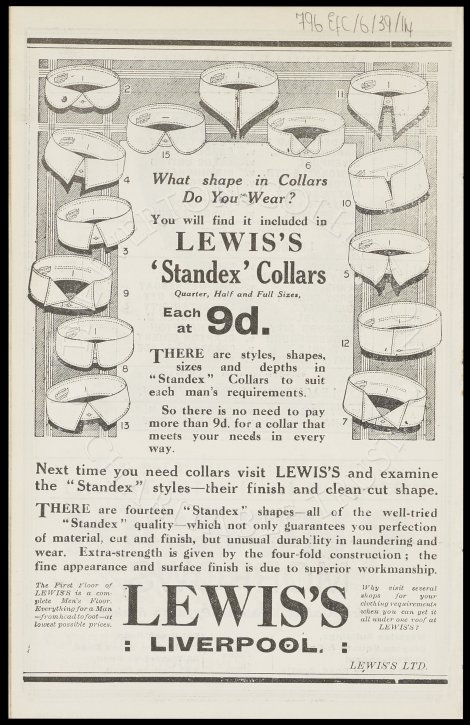 796 EFC/6/39/14
2
15
1
6
11
4
3
9
8
13
10
5
12
7
What shape in Collars
Do You Wear?
You will find it included in
LEWIS'S
'Standex' Collars
Quarter, Half and Full Sizes,
Each
at 9d.
THERE are styles, shapes,
sizes and depths in
"Standex" Collars to suit
each man's requirements.
So there is no need to pay
more than 9d. for a collar that
meets your needs in every
way.
Next time you need collars visit LEWIS'S and examine
the "Standex" styles—their finish and clean cut shape.
THERE are fourteen "Standex" shapes—all of the well-tried
"Standex" quality—which not only guarantees you perfection
of material, cut and finish, but unusual durability in laundering and
wear. Extra-strength is given by the four-fold construction; the
fine appearance and surface finish is due to superior workmanship.
The First Floor of
LEWIS'S is a com-
plete Men's Floor.
Everything for a Man
—from head to foot—at
lowest possible prices.
LEWIS'S
: LIVERPOOL. :
Why visit several
shops for your
clothing requirements
when you can get it
all under one roof at
LEWIS'S?
LEWIS'S LTD.